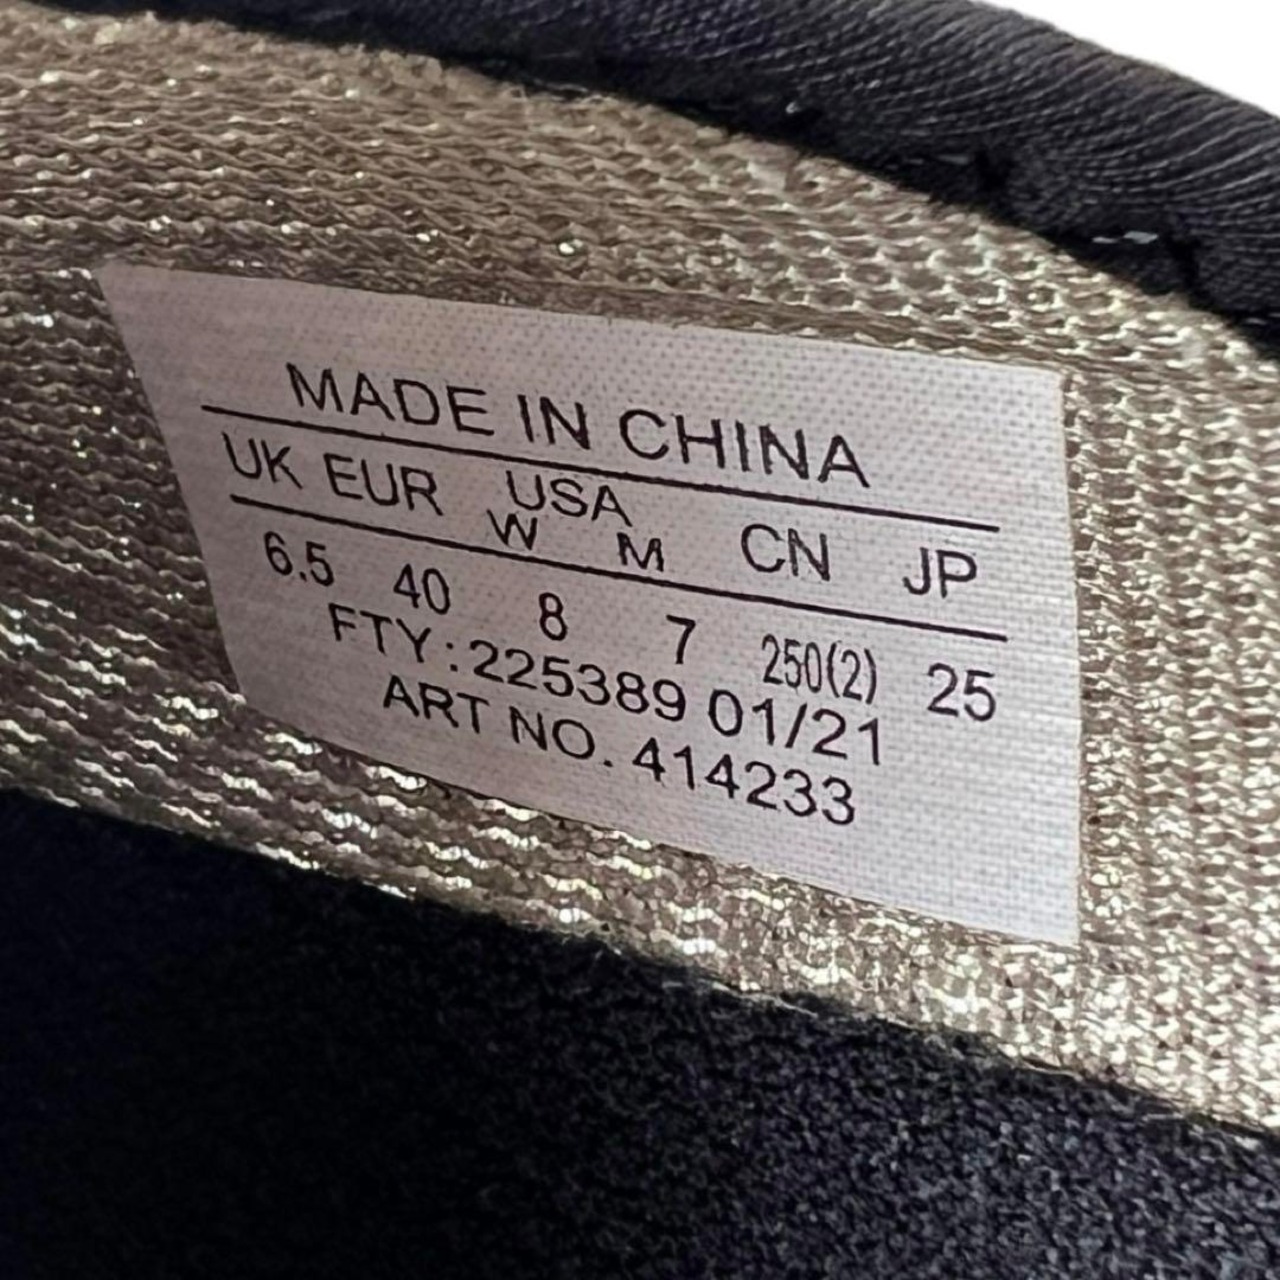 MADE IN CHINA
UK EUR USA CN JP
W M
6.5 40 8 7 250(2) 25
FTY:225389 01/21
ART NO. 414233